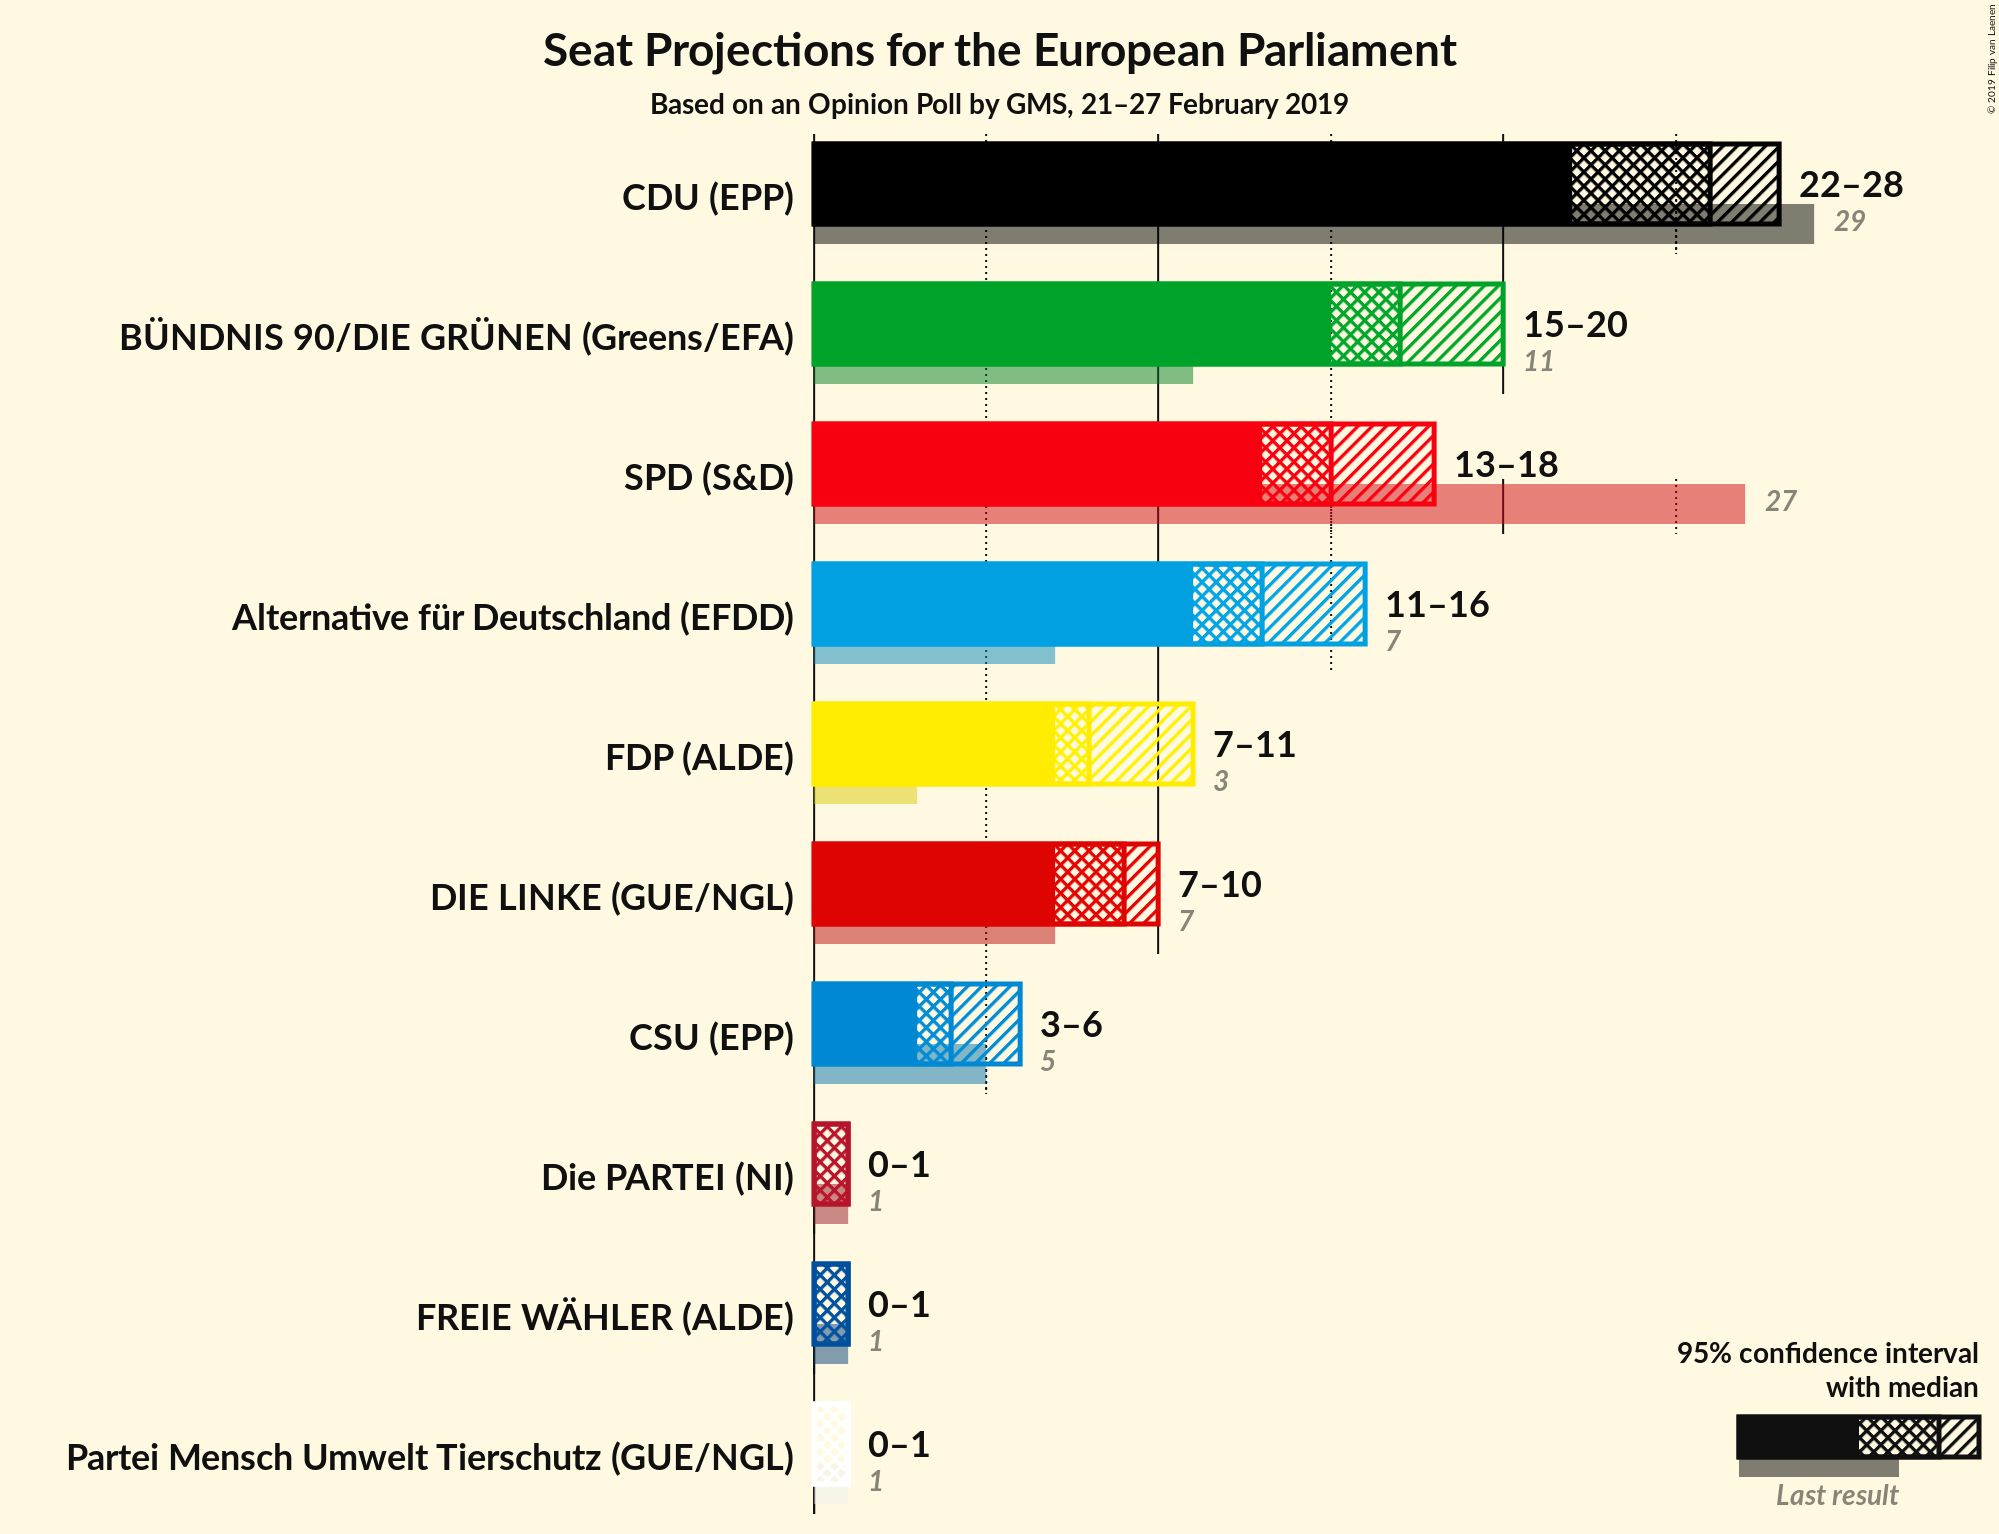 Seat Projections for the European Parliament
Based on an Opinion Poll by GMS, 21–27 February 2019
© 2019 Filip van Laenen
CDU (EPP)
22–28
29
BÜNDNIS 90/DIE GRÜNEN (Greens/EFA)
15–20
11
SPD (S&D)
13–18
27
Alternative für Deutschland (EFDD)
11–16
7
FDP (ALDE)
7–11
3
DIE LINKE (GUE/NGL)
7–10
7
CSU (EPP)
3–6
5
Die PARTEI (NI)
0–1
1
FREIE WÄHLER (ALDE)
0–1
1
Partei Mensch Umwelt Tierschutz (GUE/NGL)
0–1
1
95% confidence interval
with median
Last result